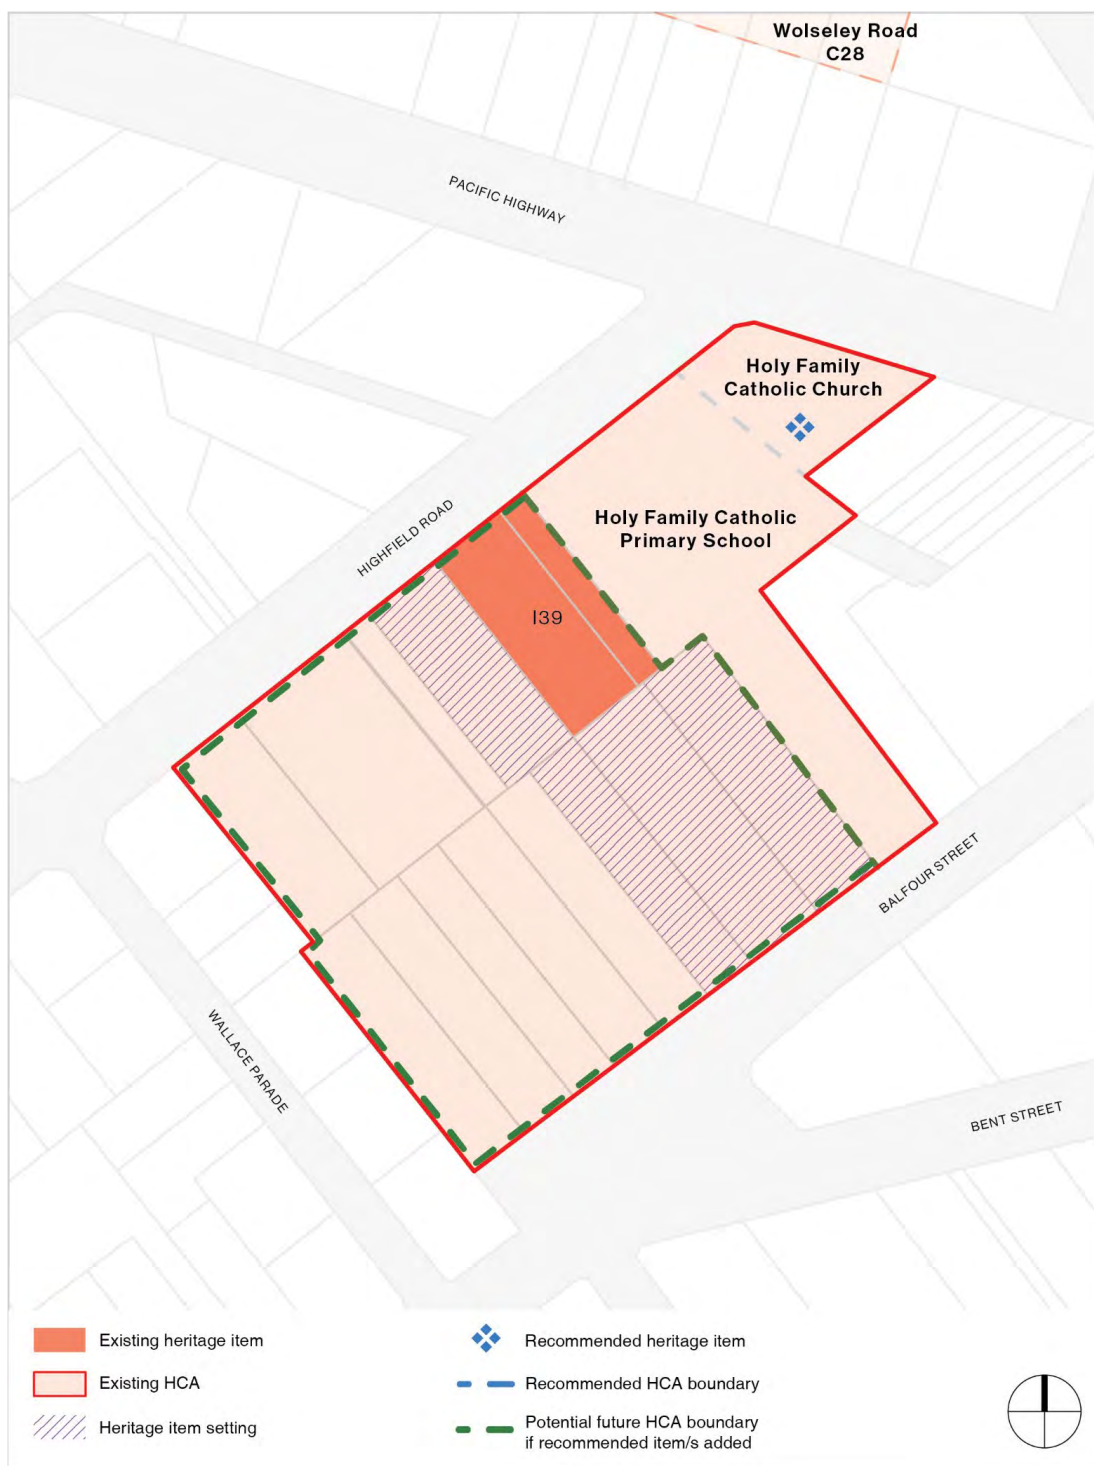 Wolseley Road
C28
PACIFIC HIGHWAY
Holy Family
Catholic Church
HIGHFIELD ROAD
Holy Family Catholic
Primary School
I39
BALFOUR STREET
WALLACE PARADE
BENT STREET
Existing heritage item
Existing HCA
Heritage item setting
Recommended heritage item
Recommended HCA boundary
Potential future HCA boundary
if recommended item/s added